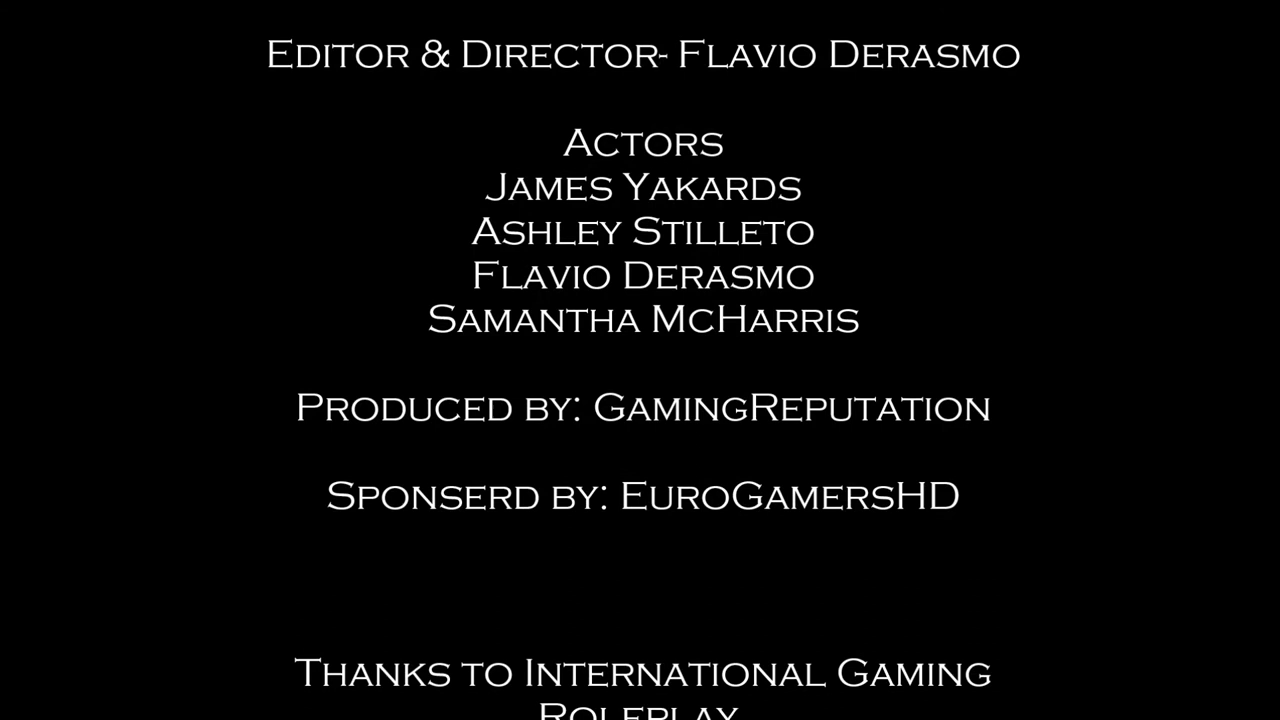 Editor & Director- Flavio Derasmo
Actors
James Yakards
Ashley Stilleto
Flavio Derasmo
Samantha McHarris
Produced by: GamingReputation
Sponserd by: EuroGamersHD
Thanks to International Gaming
Roleplay